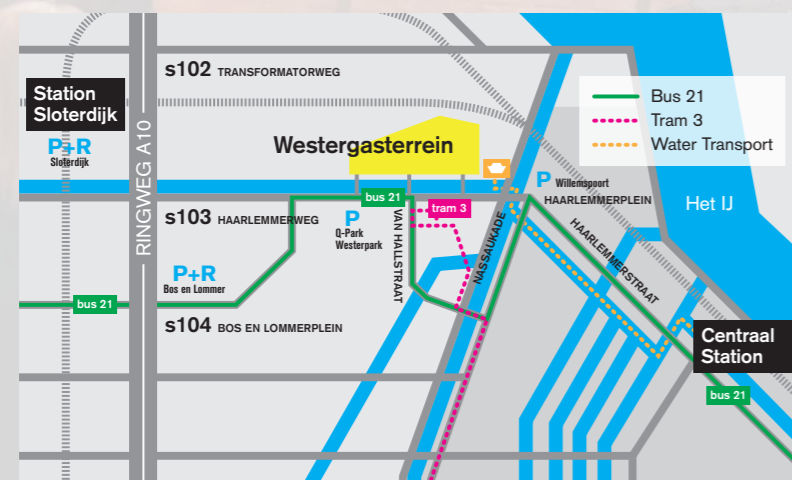 s102 TRANSFORMATORWEG
Station
Sloterdijk
P+R
Sloterdijk
RINGWEG A10
Westergasterrein
Bus 21
Tram 3
Water Transport
P Willemspoort
HAARLEMMERPLEIN
Het IJ
bus 21
tram 3
s103 HAARLEMMERWEG
P
Q-Park
Westerpark
VAN HALLSTRAAT
NASSAUKADE
HAARLEMMERSTRAAT
P+R
Bos en Lommer
bus 21
s104 BOS EN LOMMERPLEIN
Centraal
Station
bus 21